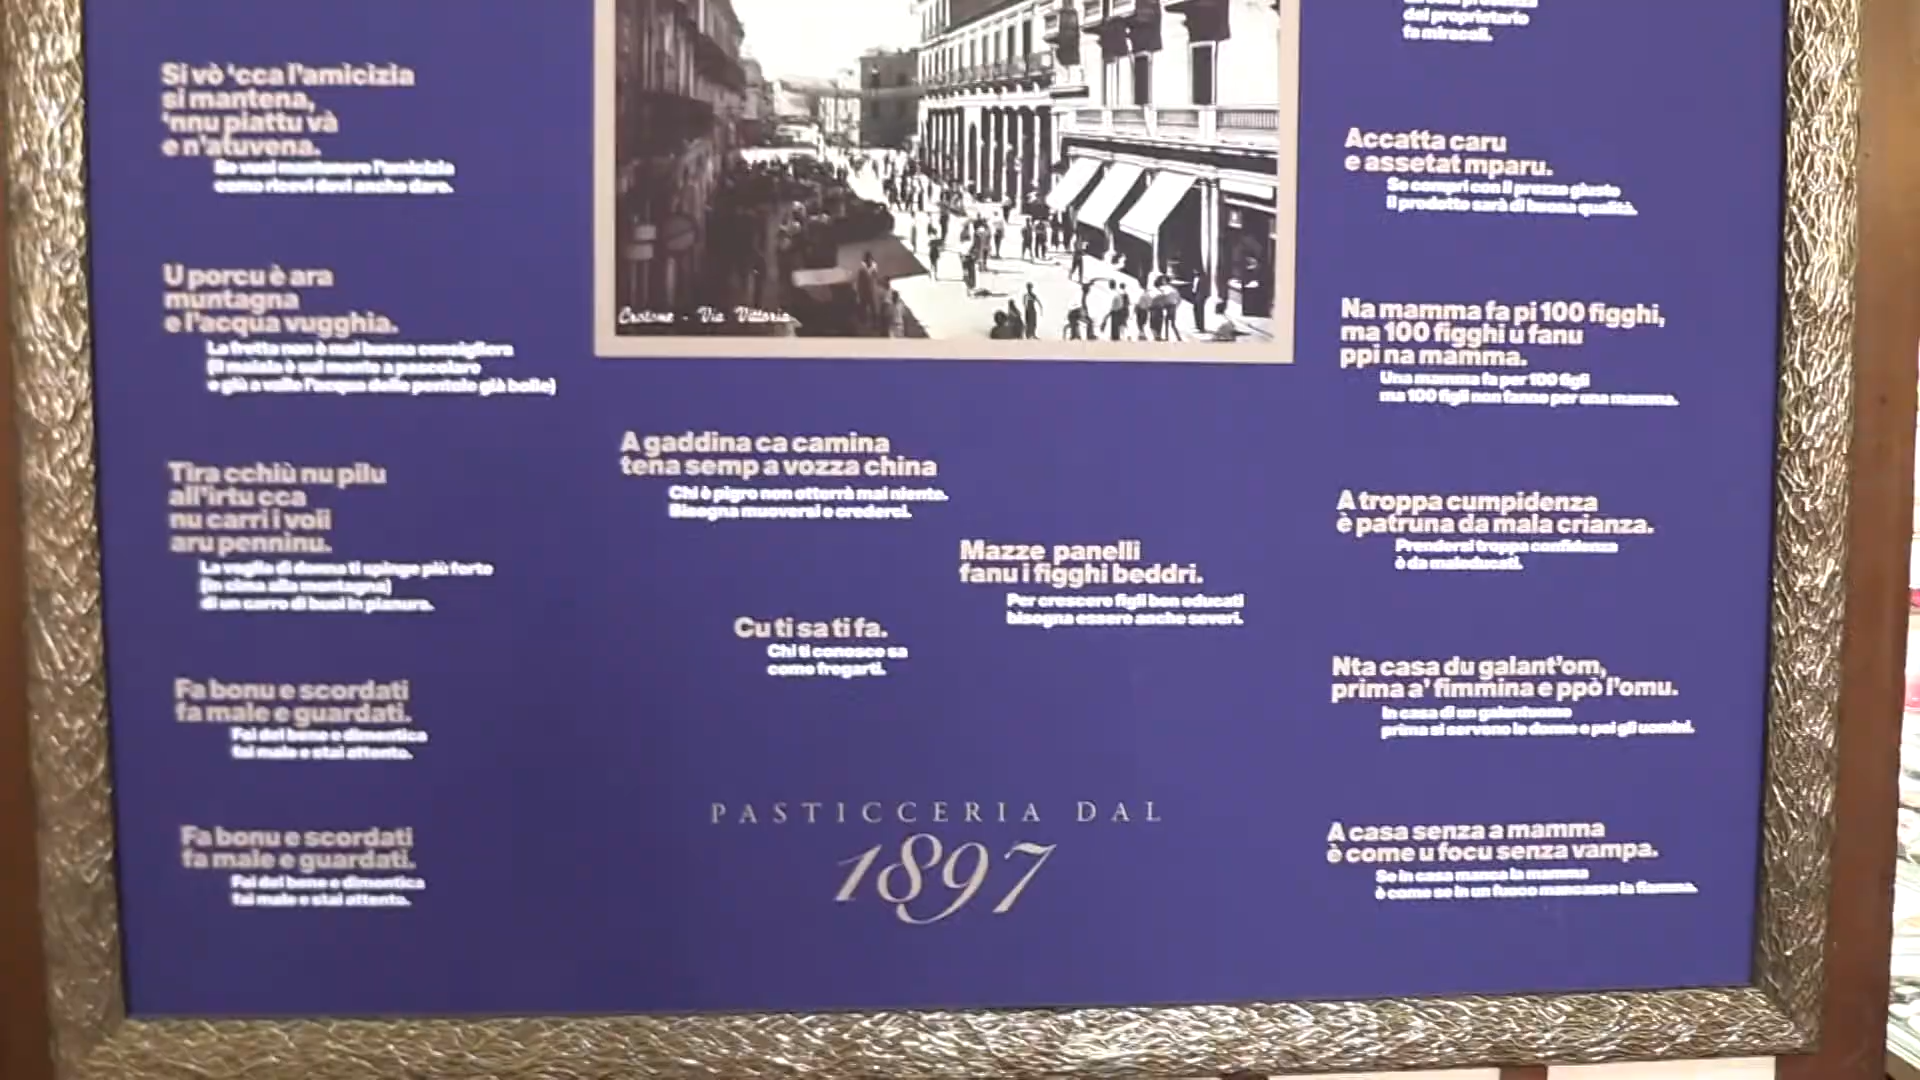 Si vò 'cca l'amicizia
si mantena,
'nnu piattu và
e n'atuvena.
Se vuoi mantenere l'amicizia
come ricevi devi anche dare.
U porcu è ara
muntagna
e l'acqua vugghia.
La fretta non è mai buona consigliera
(il maiale è sul monte a pascolare
e giù a valle l'acqua delle pentole già bolle)
Tira cchiù nu pilu
all'irtu cca
nu carri i voii
aru penninu.
La voglia di donna ti spinge più forte
(in cima alla montagna)
di un carro di buoi in pianura.
Fa bonu e scordati
fa male e guardati.
Fai del bene e dimentica
fai male e stai attento.
Fa bonu e scordati
fa male e guardati.
Fai del bene e dimentica
fai male e stai attento.
Crotone - Via Vittoria
A gaddina ca camina
tena semp a vozza china
Chi è pigro non otterrà mai niente.
Bisogna muoversi e crederci.
Mazze panelli
fanu i figghi beddri.
Per crescere figli ben educati
bisogna essere anche severi.
Cu ti sa ti fa.
Chi ti conosce sa
come fregarti.
PASTICCERIA DAL
1897
del proprietario
fa miracoli.
Accatta caru
e assetat mparu.
Se compri con il prezzo giusto
il prodotto sarà di buona qualità.
Na mamma fa pi 100 figghi,
ma 100 figghi u fanu
ppi na mamma.
Una mamma fa per 100 figli
ma 100 figli non fanno per una mamma.
A troppa cumpidenza
è patruna da mala crianza.
Prendersi troppa confidenza
è da maleducati.
Nta casa du galant'om,
prima a' fimmina e ppò l'omu.
In casa di un galantuomo
prima si servono le donne e poi gli uomini.
A casa senza a mamma
è come u focu senza vampa.
Se in casa manca la mamma
è come se in un fuoco mancasse la fiamma.